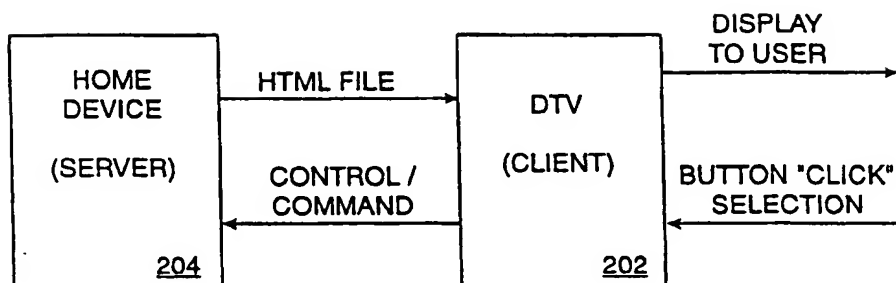 HOME
DEVICE
(SERVER)
204
HTML FILE
CONTROL /
COMMAND
DTV
(CLIENT)
202
DISPLAY
TO USER
BUTTON "CLICK"
SELECTION